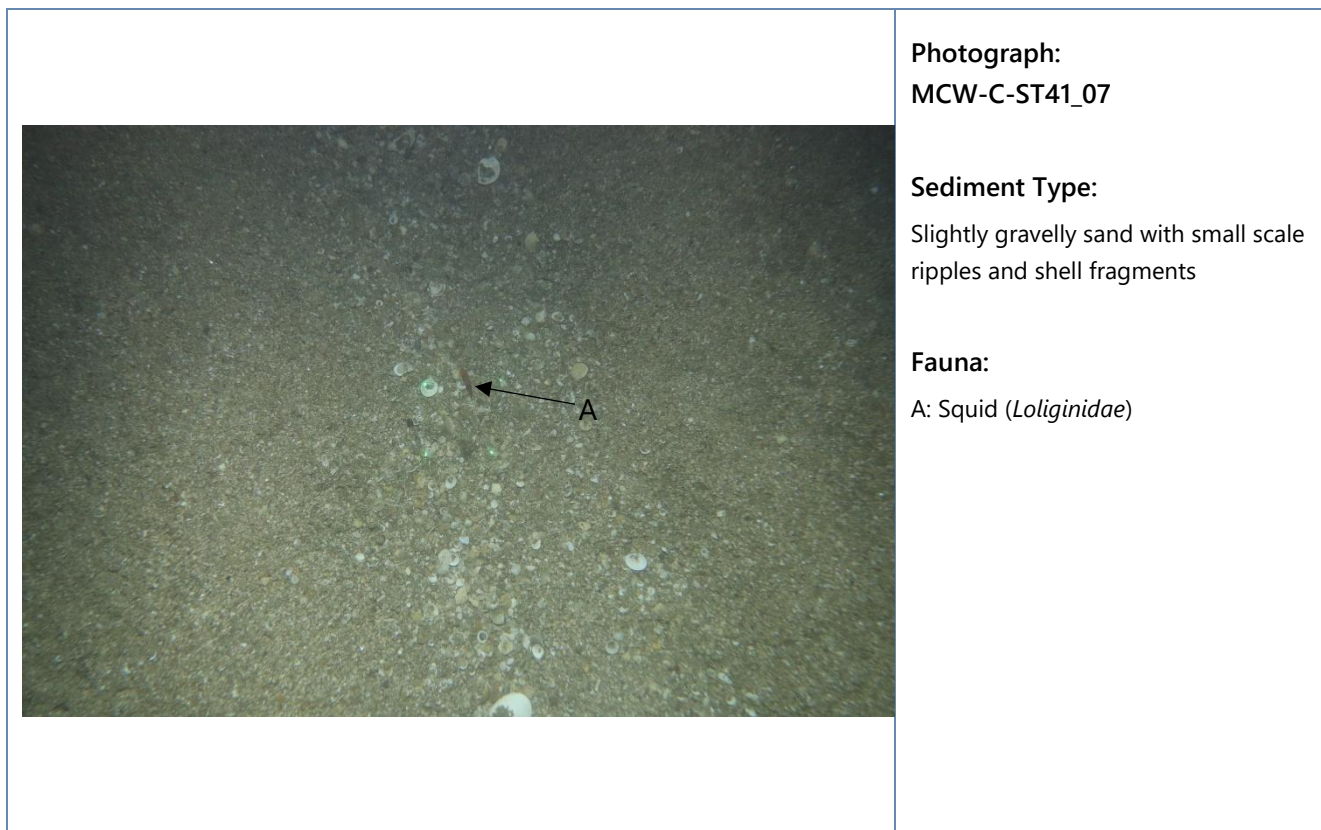 Photograph:
MCW-C-ST41_07
Sediment Type:
Slightly gravelly sand with small scale
ripples and shell fragments
Fauna:
A: Squid (Loliginidae)
A